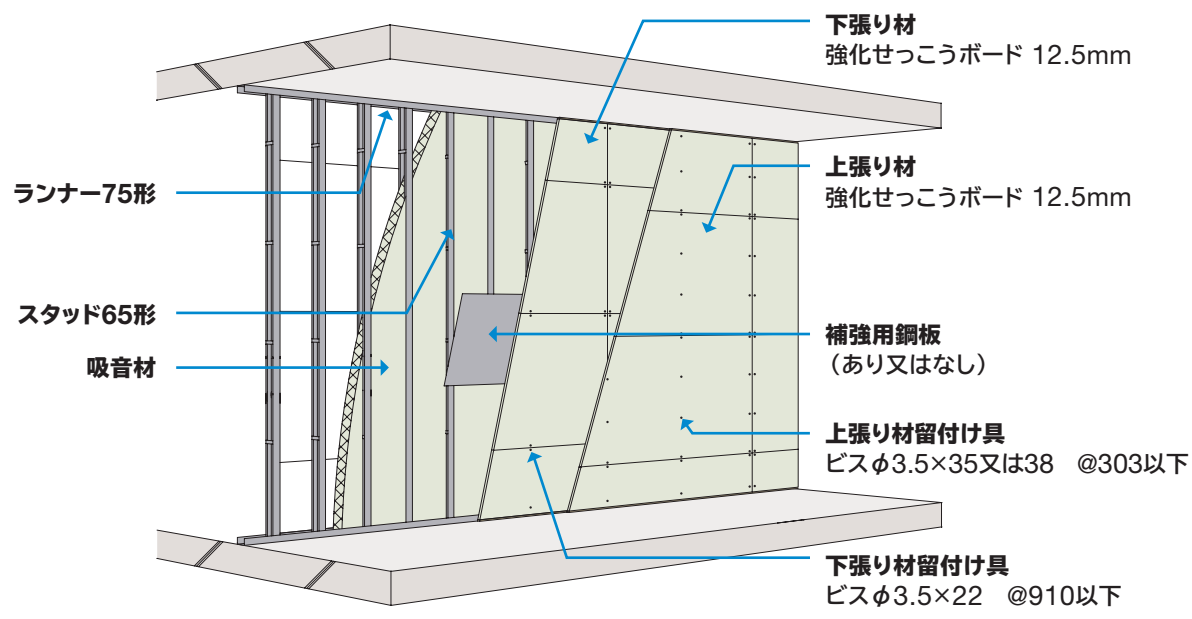 下張り材
強化せっこうボード 12.5mm
上張り材
強化せっこうボード 12.5mm
ランナー75形
スタッド65形
吸音材
補強用鋼板
（あり又はなし）
上張り材留付け具
ビスφ3.5×35又は38　@303以下
下張り材留付け具
ビスφ3.5×22　@910以下